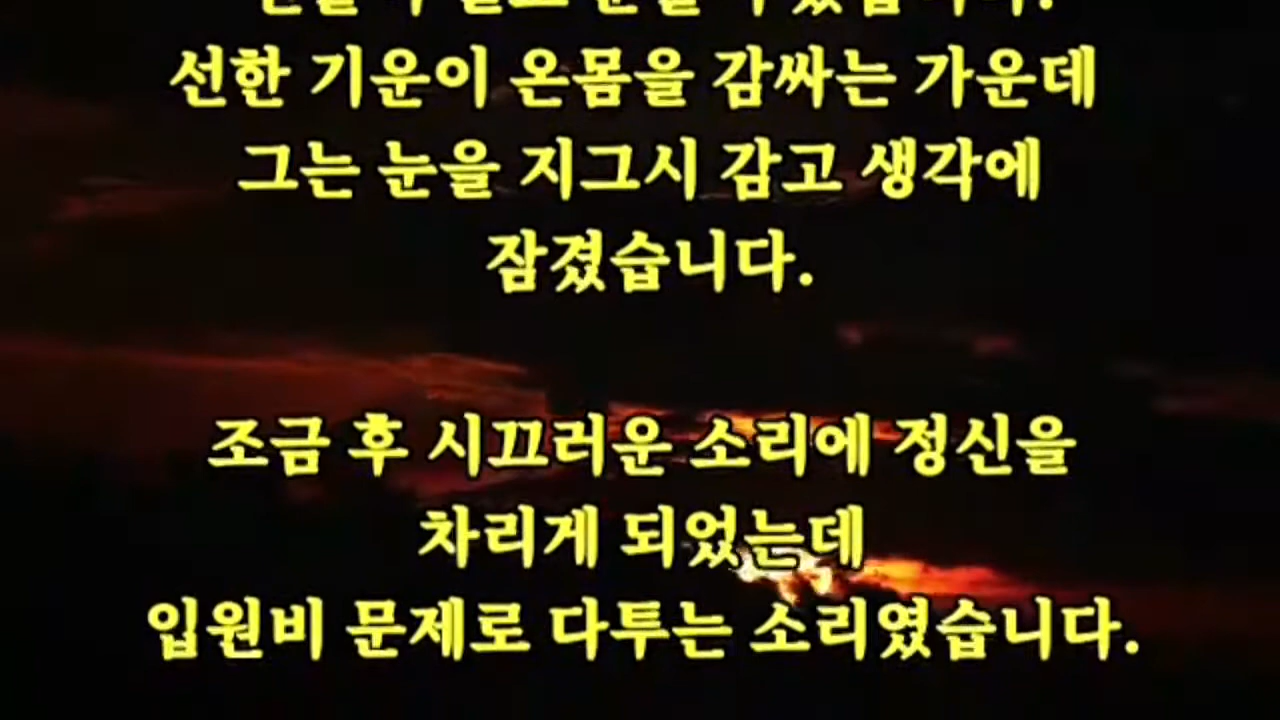 선한 기운이 온몸을 감싸는 가운데
그는 눈을 지그시 감고 생각에
잠겼습니다.
조금 후 시끄러운 소리에 정신을
차리게 되었는데
입원비 문제로 다투는 소리였습니다.